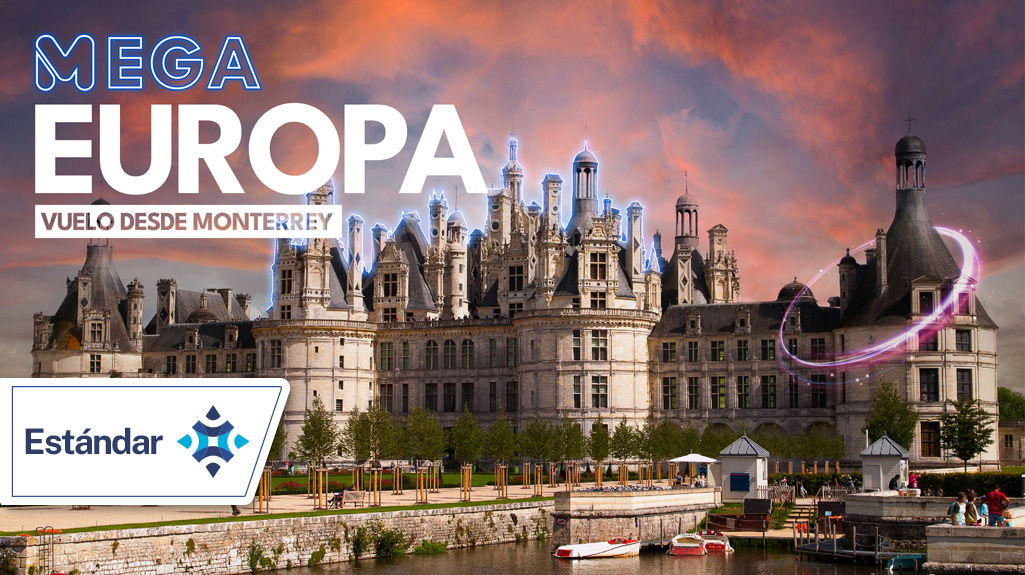 MEGA
EUROPA
VUELO DESDE MONTERREY
Estándar